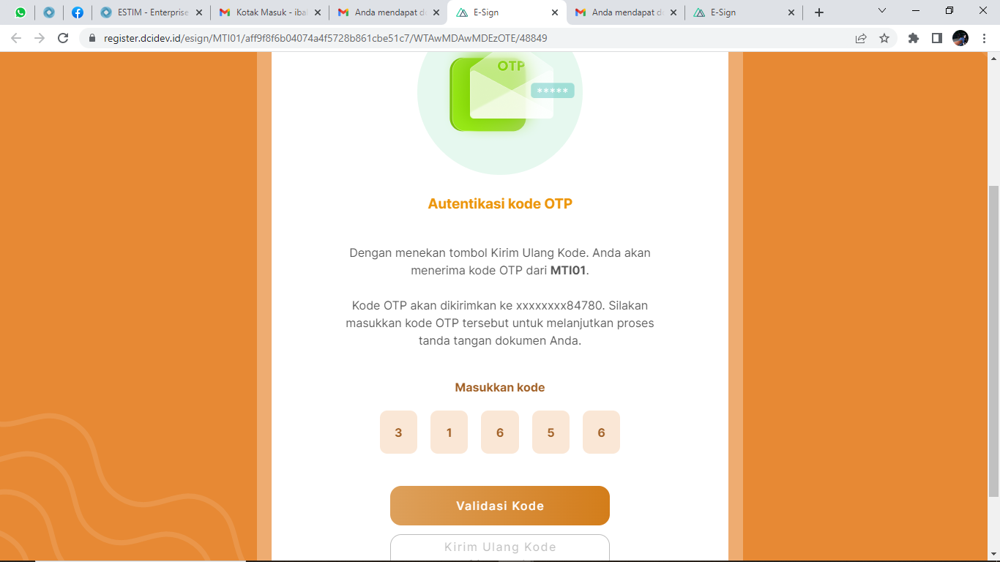 ESTIM - Enterprise
Kotak Masuk - iba
Anda mendapat d
E-Sign
Anda mendapat d
E-Sign
register.dcidev.id/esign/MTI01/aff9f8f6b04074a4f5728b861cbe51c7/WTAwMDAwMDEzOTE/48849
OTP
*****
Autentikasi kode OTP
Dengan menekan tombol Kirim Ulang Kode. Anda akan
menerima kode OTP dari MTI01.
Kode OTP akan dikirimkan ke xxxxxxxx84780. Silakan
masukkan kode OTP tersebut untuk melanjutkan proses
tanda tangan dokumen Anda.
Masukkan kode
3 1 6 5 6
Validasi Kode
Kirim Ulang Kode